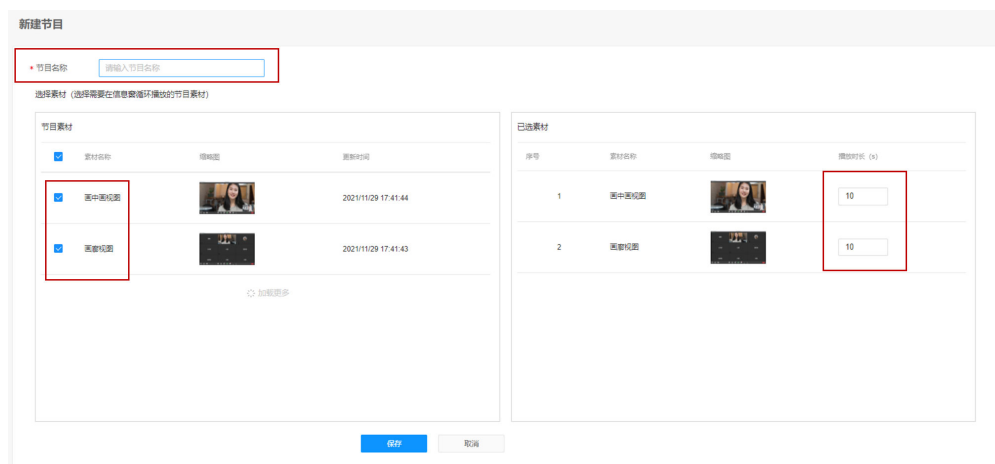 新建节目
* 节目名称 请输入节目名称
选择素材（选择需要在信息窗循环播放的节目素材）
节目素材
素材名称 缩略图 更新时间
画中画视图 2021/11/29 17:41:44
画廊视图 2021/11/29 17:41:43
加载更多
已选素材
序号 素材名称 缩略图 播放时长（s）
1 画中画视图 10
2 画廊视图 10
保存 取消